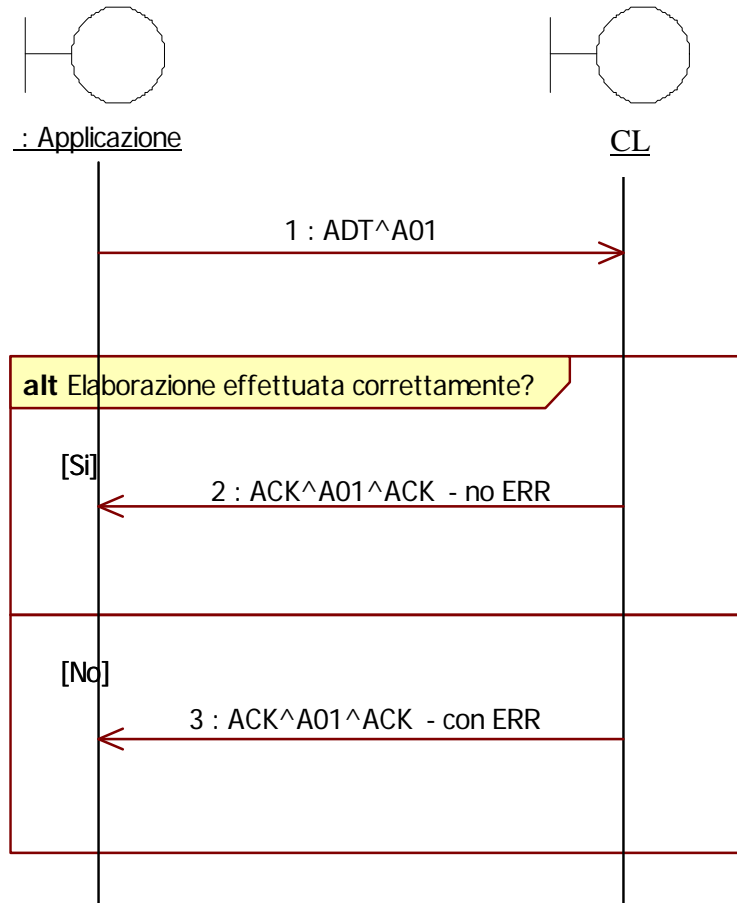 : Applicazione
CL
1 : ADT^A01
alt Elaborazione effettuata correttamente?
[Si]
2 : ACK^A01^ACK - no ERR
[No]
3 : ACK^A01^ACK - con ERR